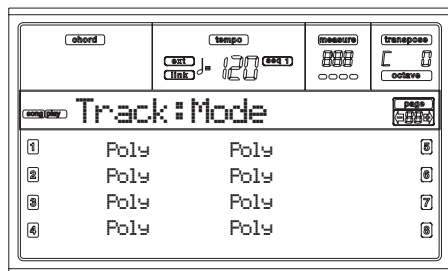 chord tempo measure transpose
ext ♩= 120 seq 1 888 C 0
link octave
song play Track:Mode page
1 Poly Poly 5
2 Poly Poly 6
3 Poly Poly 7
4 Poly Poly 8